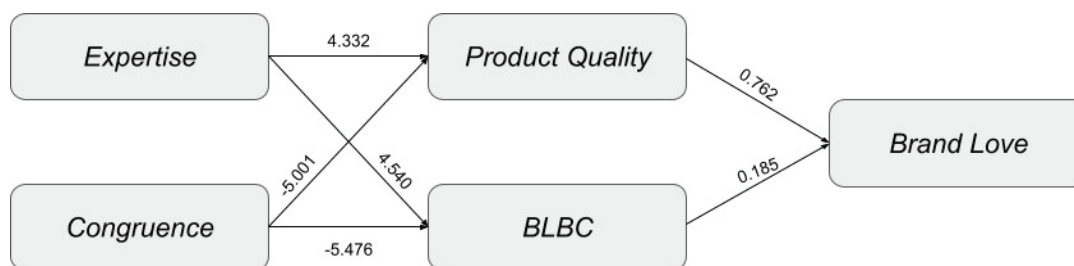 Expertise
4.332
Product Quality
0.762
-5.001
4.540
Brand Love
0.185
Congruence
-5.476
BLBC